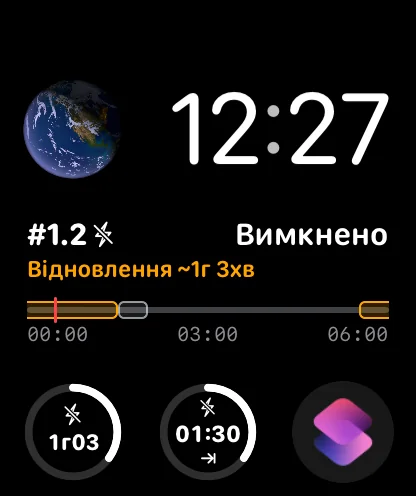 12:27
#1.2 Вимкнено
Відновлення ~1г 3хв
00:00 03:00 06:00
1г03 01:30